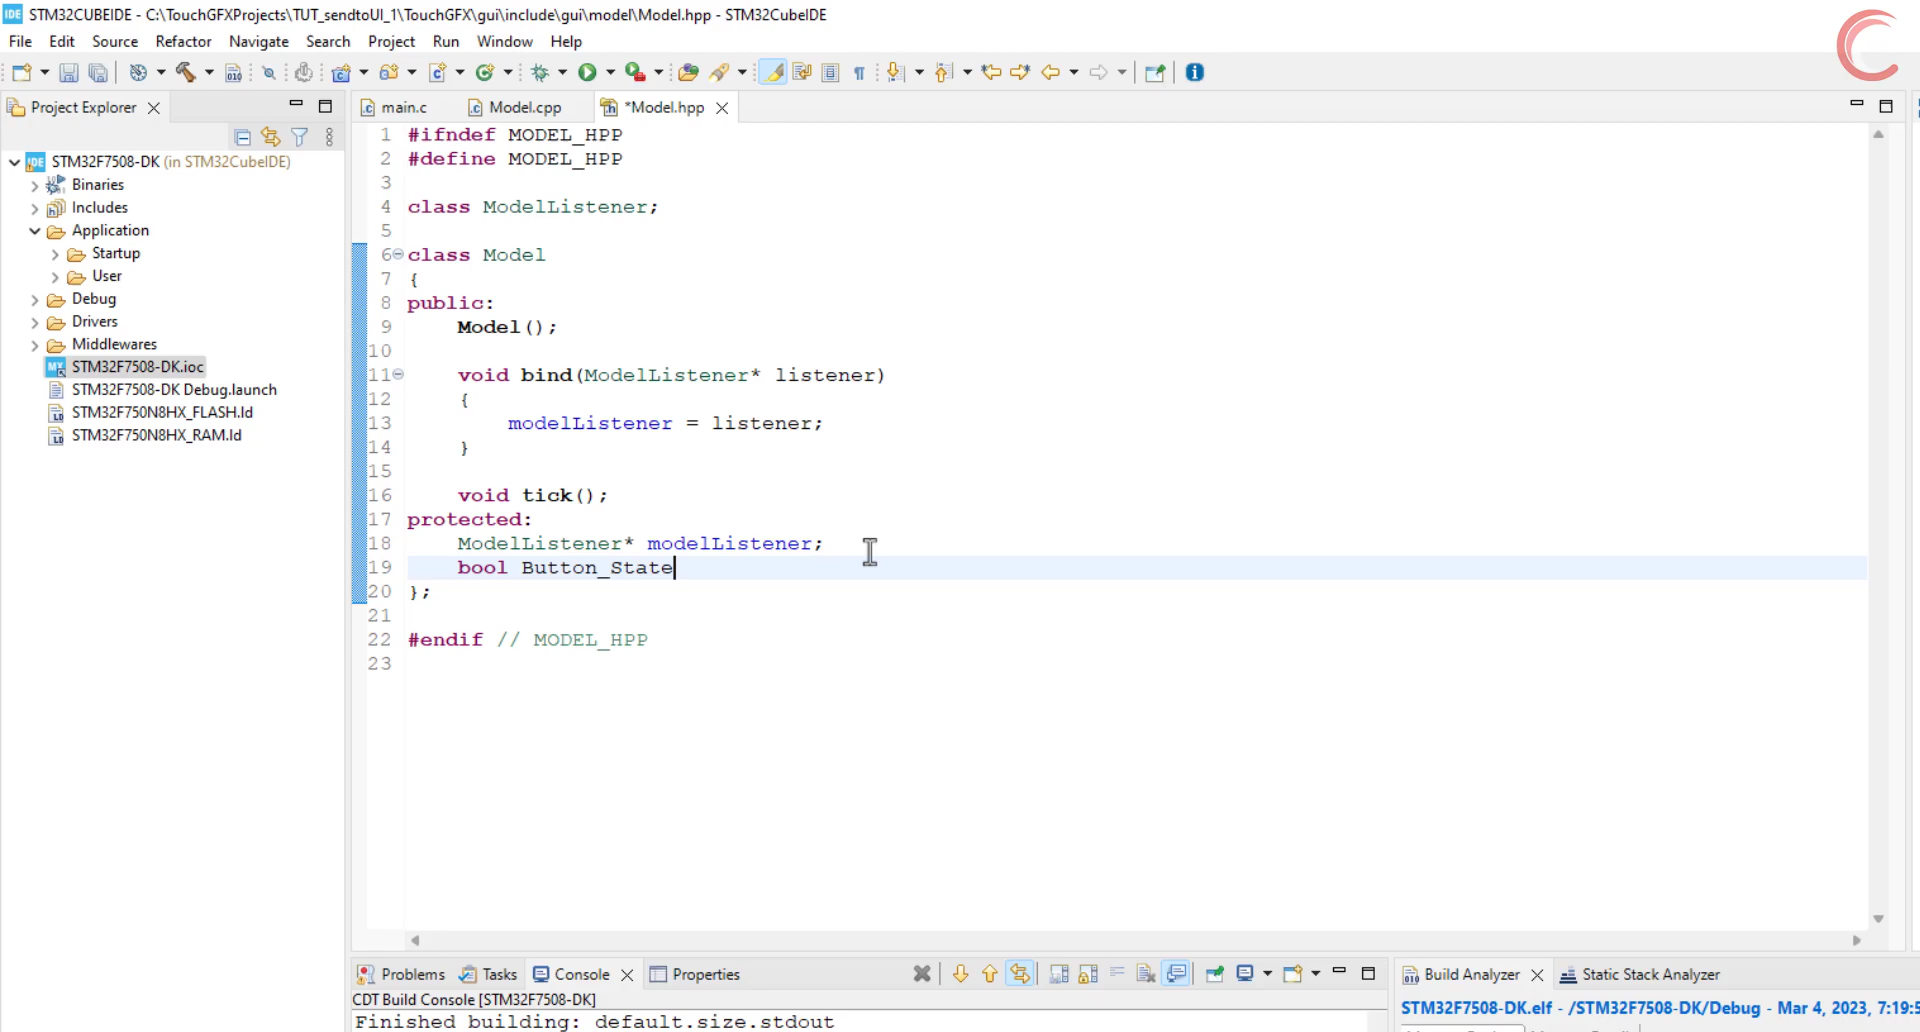 STM32CUBEIDE - C:\TouchGFXProjects\TUT_sendtoUI_1\TouchGFX\gui\include\gui\model\Model.hpp - STM32CubeIDE
File Edit Source Refactor Navigate Search Project Run Window Help
Project Explorer
STM32F7508-DK (in STM32CubeIDE)
Binaries
Includes
Application
Startup
User
Debug
Drivers
Middlewares
STM32F7508-DK.ioc
STM32F7508-DK Debug.launch
STM32F750N8HX_FLASH.ld
STM32F750N8HX_RAM.ld
main.c Model.cpp *Model.hpp
1 #ifndef MODEL_HPP
2 #define MODEL_HPP
3
4 class ModelListener;
5
6 class Model
7 {
8 public:
9 Model();
10
11 void bind(ModelListener* listener)
12 {
13 modelListener = listener;
14 }
15
16 void tick();
17 protected:
18 ModelListener* modelListener;
19 bool Button_State
20 };
21
22 #endif // MODEL_HPP
23
Problems Tasks Console Properties
CDT Build Console [STM32F7508-DK]
Finished building: default.size.stdout
Build Analyzer Static Stack Analyzer
STM32F7508-DK.elf - /STM32F7508-DK/Debug - Mar 4, 2023, 7:19:5